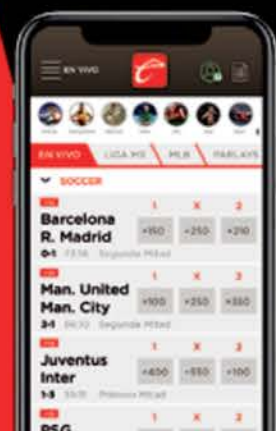 EN VIVO
EN VIVO LIGA MX MLB PARLAYS
SOCCER
1 X 2
Barcelona
R. Madrid +150 +250 +210
0-1 Segunda Mitad
1 X 2
Man. United
Man. City +100 +250 +350
Segunda Mitad
1 X 2
Juventus
Inter +400 +550 +100
1-3 Primera Mitad
1 X 2
PSG